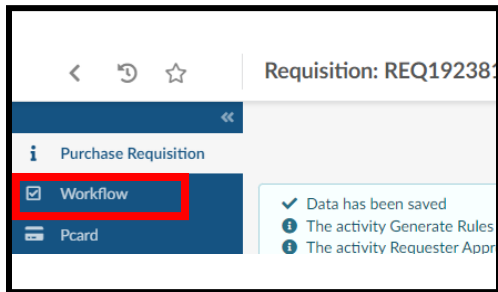 Requisition: REQ192381
Purchase Requisition
Workflow
Pcard
Data has been saved
The activity Generate Rules
The activity Requester Appr